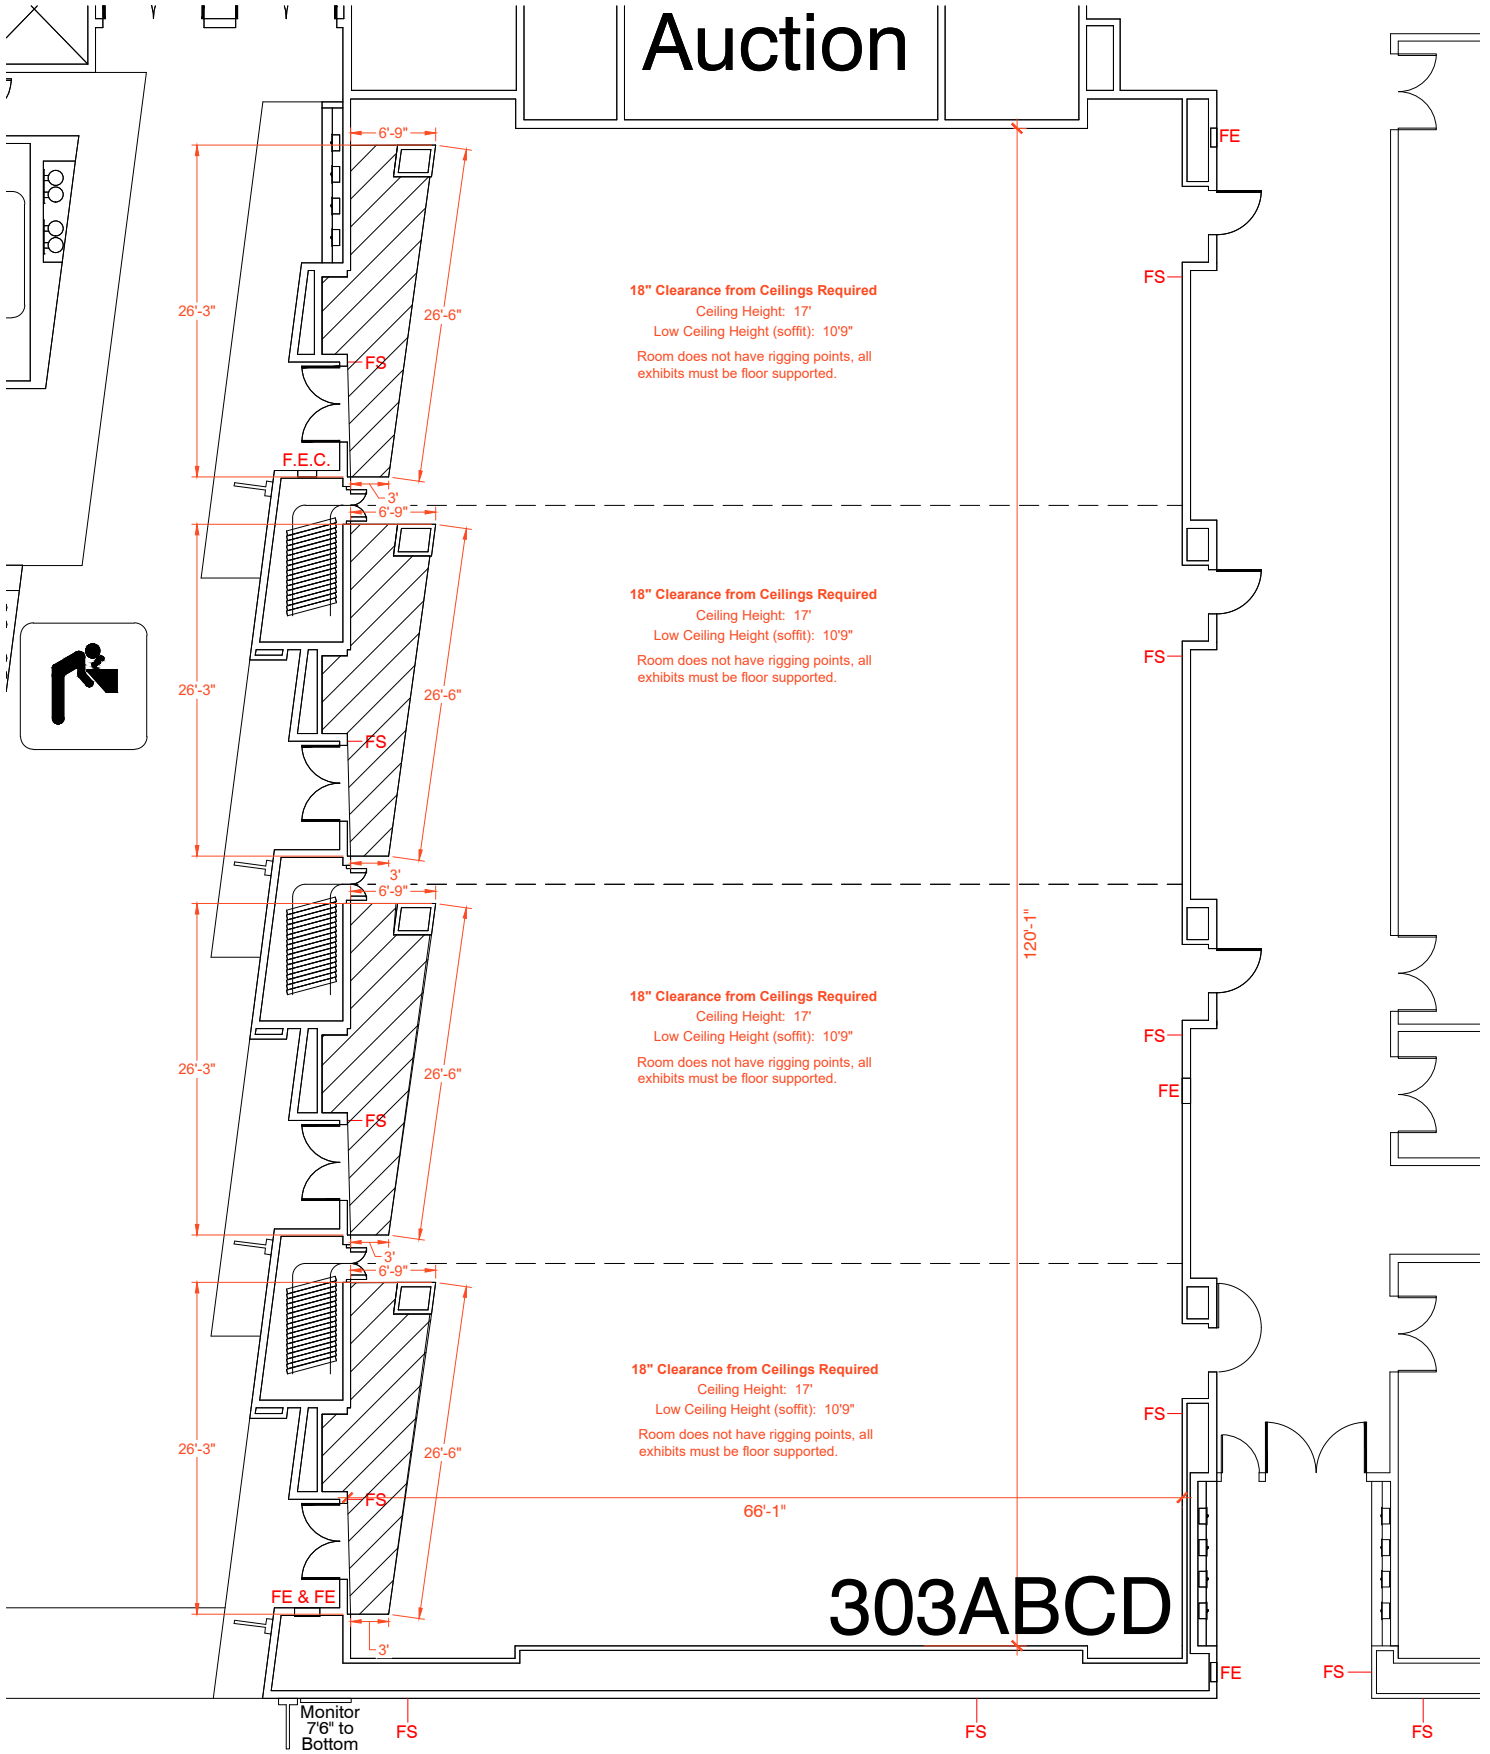 Auction
6'-9"
FE
26'-3"
26'-6"
18" Clearance from Ceilings Required
Ceiling Height: 17'
Low Ceiling Height (soffit): 10'9"
Room does not have rigging points, all
exhibits must be floor supported.
FS
FS
F.E.C.
3'
6'-9"
18" Clearance from Ceilings Required
Ceiling Height: 17'
Low Ceiling Height (soffit): 10'9"
Room does not have rigging points, all
exhibits must be floor supported.
FS
26'-3"
26'-6"
FS
3'
6'-9"
120'-1"
18" Clearance from Ceilings Required
Ceiling Height: 17'
Low Ceiling Height (soffit): 10'9"
Room does not have rigging points, all
exhibits must be floor supported.
FS
26'-3"
26'-6"
FE
FS
3'
6'-9"
18" Clearance from Ceilings Required
Ceiling Height: 17'
Low Ceiling Height (soffit): 10'9"
Room does not have rigging points, all
exhibits must be floor supported.
FS
26'-3"
26'-6"
FS
66'-1"
FE & FE
303ABCD
3'
FE
FS
Monitor
7'6" to
Bottom
FS
FS
FS